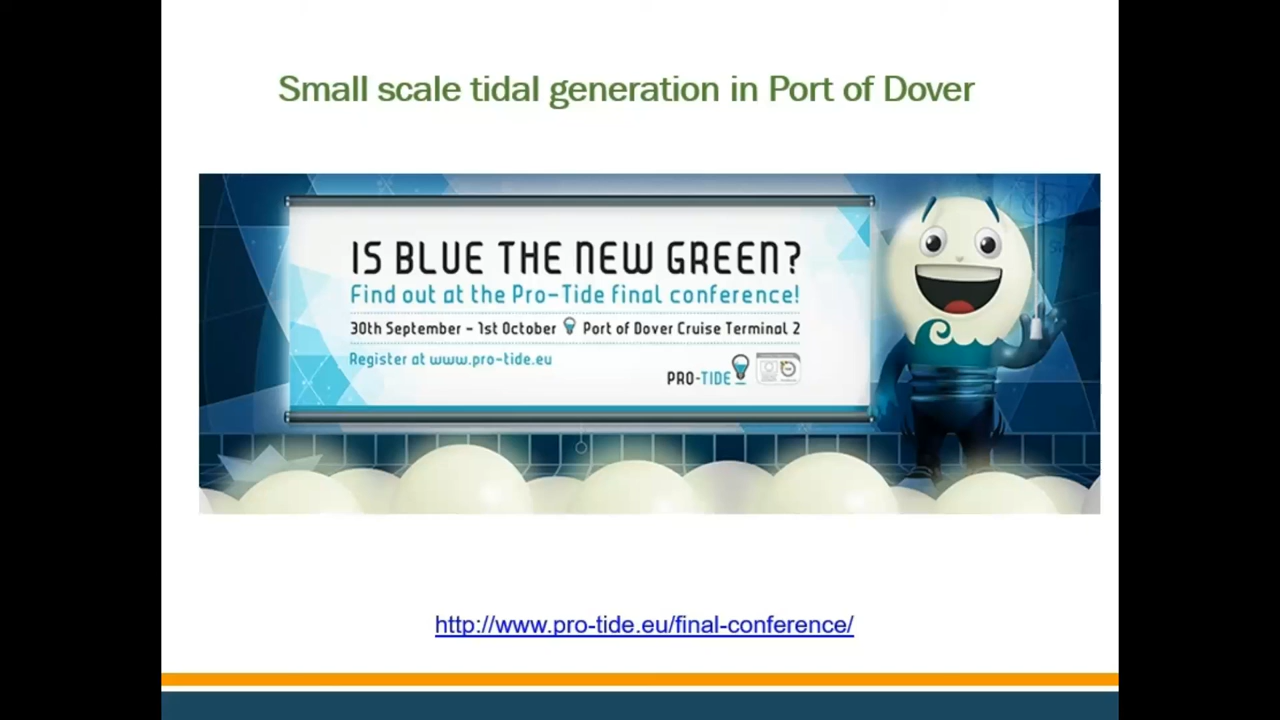 Small scale tidal generation in Port of Dover
IS BLUE THE NEW GREEN?
Find out at the Pro-Tide final conference!
30th September - 1st October Port of Dover Cruise Terminal 2
Register at www.pro-tide.eu
PRO-TIDE
http://www.pro-tide.eu/final-conference/